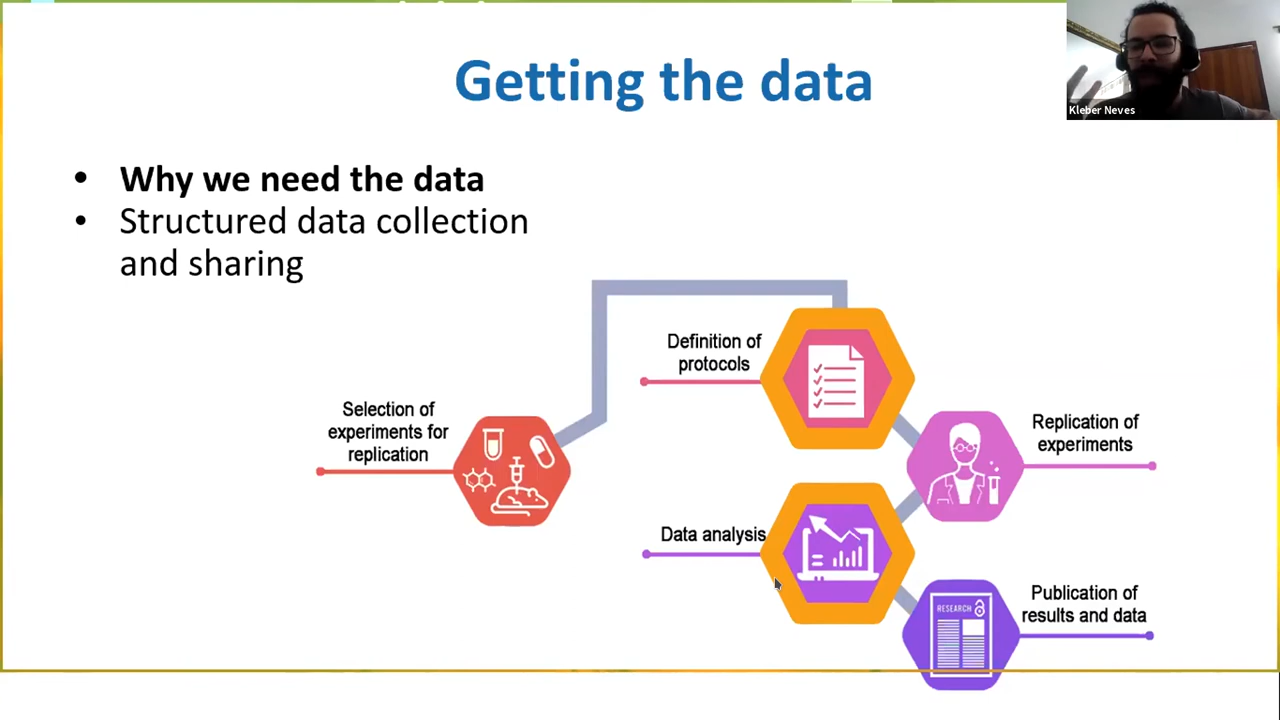 Getting the data
Kleber Neves
• Why we need the data
• Structured data collection
and sharing
Definition of
protocols
Selection of
experiments for
replication
Replication of
experiments
Data analysis
Publication of
results and data
RESEARCH